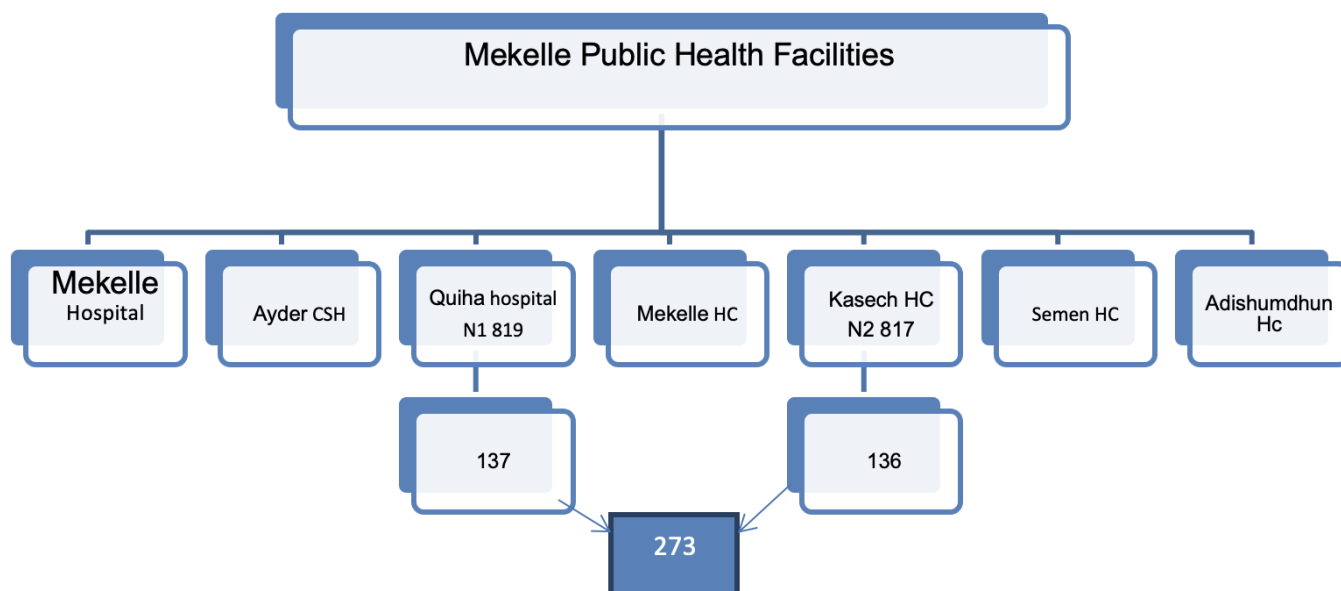 Mekelle Public Health Facilities
Mekelle
Hospital
Ayder CSH
Quiha hospital
N1 819
Mekelle HC
Kasech HC
N2 817
Semen HC
Adishumdhun
Hc
137
136
273